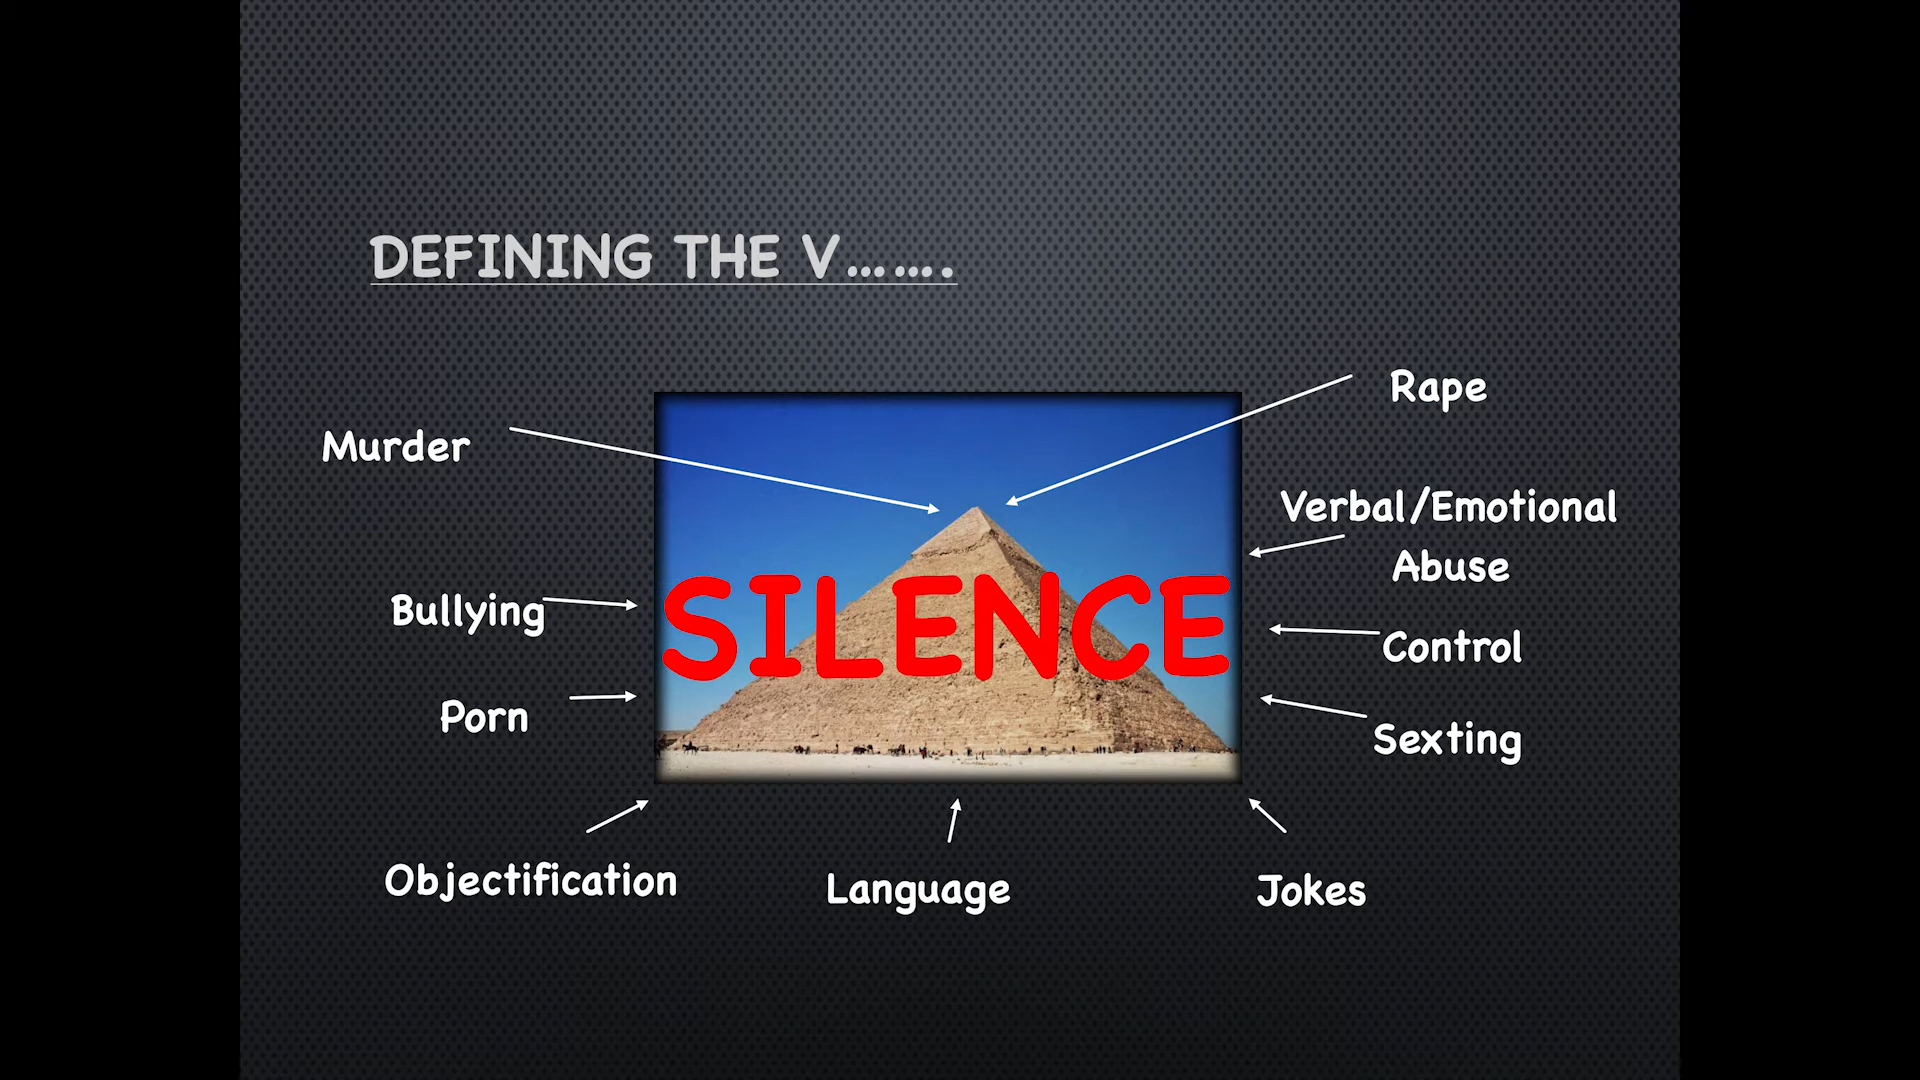 DEFINING THE V…….
Rape
Murder
Verbal/Emotional
Abuse
SILENCE
Bullying
Control
Porn
Sexting
Objectification
Language
Jokes